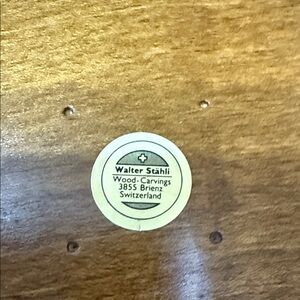 Walter Stähli
Wood-Carvings
3855 Brienz
Switzerland